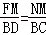 FM/BD = NM/BC